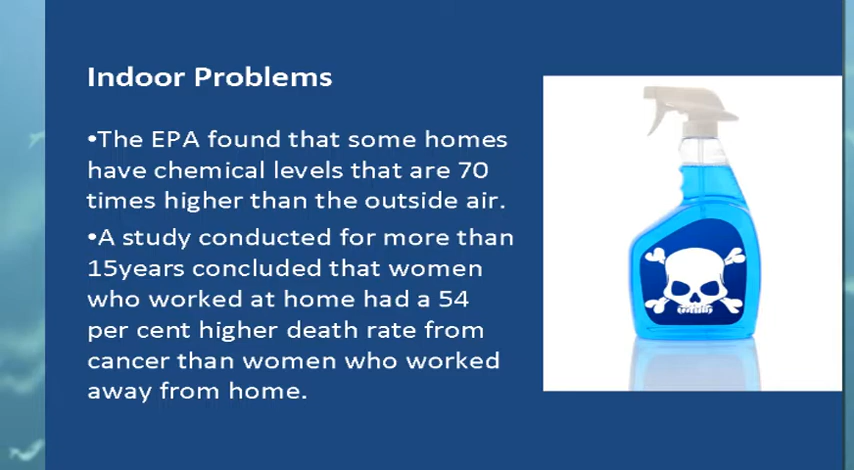 Indoor Problems
•The EPA found that some homes
have chemical levels that are 70
times higher than the outside air.
•A study conducted for more than
15years concluded that women
who worked at home had a 54
per cent higher death rate from
cancer than women who worked
away from home.